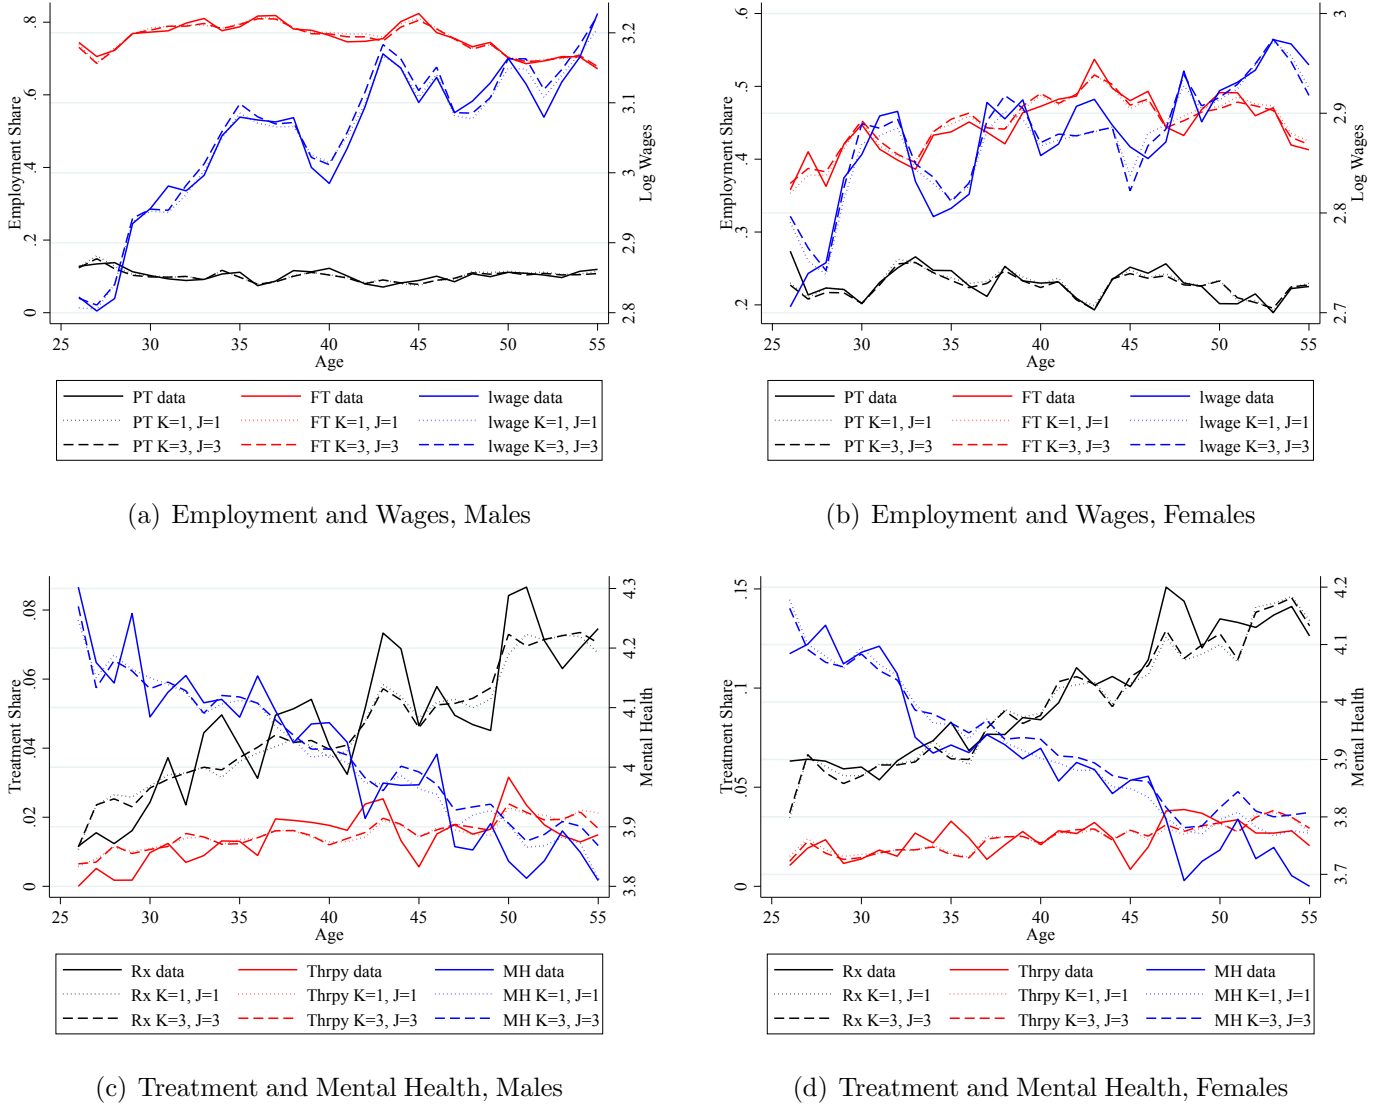 Employment Share
0
.2
.4
.6
.8
Log Wages
2.8
2.9
3
3.1
3.2
25 30 35 40 45 50 55
Age
PT data FT data lwage data
PT K=1, J=1 FT K=1, J=1 lwage K=1, J=1
PT K=3, J=3 FT K=3, J=3 lwage K=3, J=3
(a) Employment and Wages, Males
Employment Share
.2
.3
.4
.5
.6
Log Wages
2.7
2.8
2.9
3
25 30 35 40 45 50 55
Age
PT data FT data lwage data
PT K=1, J=1 FT K=1, J=1 lwage K=1, J=1
PT K=3, J=3 FT K=3, J=3 lwage K=3, J=3
(b) Employment and Wages, Females
Treatment Share
0
.02
.04
.06
.08
Mental Health
3.8
3.9
4
4.1
4.2
4.3
25 30 35 40 45 50 55
Age
Rx data Thrpy data MH data
Rx K=1, J=1 Thrpy K=1, J=1 MH K=1, J=1
Rx K=3, J=3 Thrpy K=3, J=3 MH K=3, J=3
(c) Treatment and Mental Health, Males
Treatment Share
0
.05
.1
.15
Mental Health
3.7
3.8
3.9
4
4.1
4.2
25 30 35 40 45 50 55
Age
Rx data Thrpy data MH data
Rx K=1, J=1 Thrpy K=1, J=1 MH K=1, J=1
Rx K=3, J=3 Thrpy K=3, J=3 MH K=3, J=3
(d) Treatment and Mental Health, Females